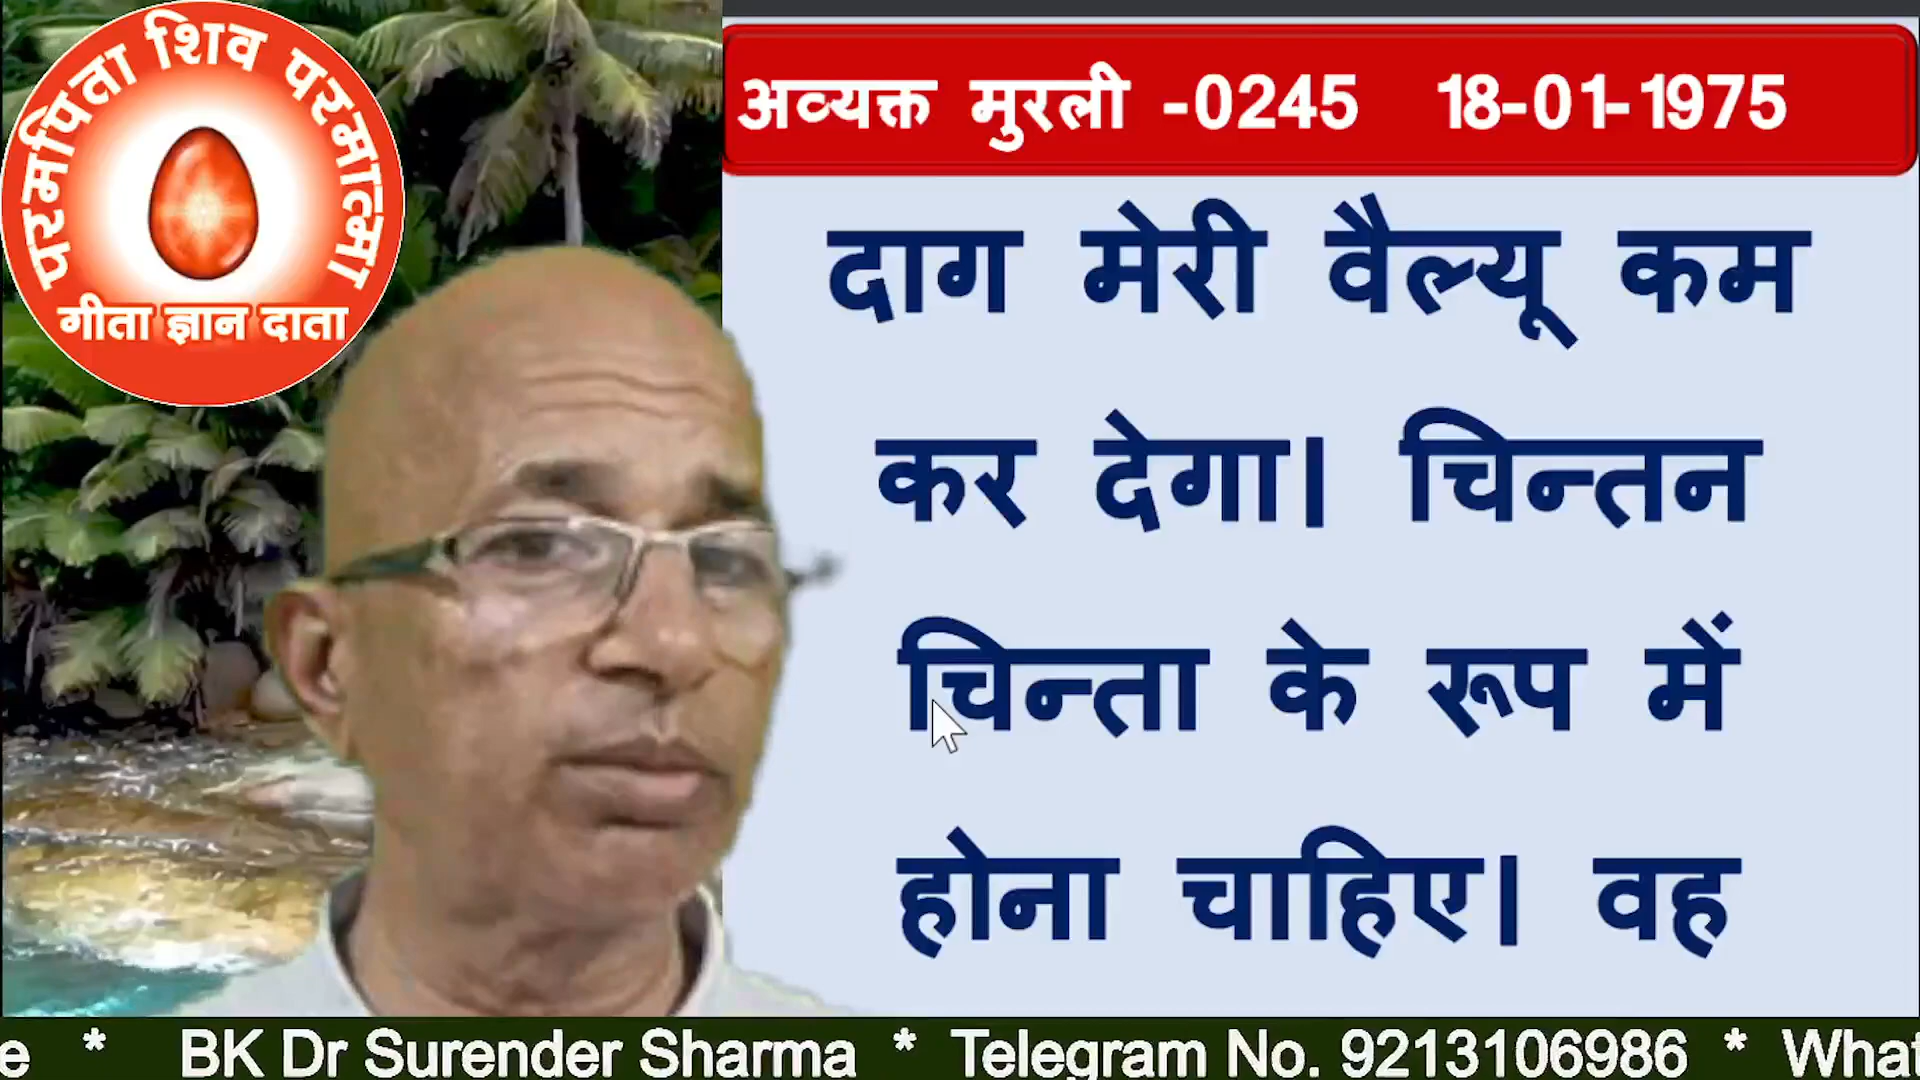 परमपिता शिव परमात्मा
गीता ज्ञान दाता
अव्यक्त मुरली -0245 18-01-1975
दाग मेरी वैल्यू कम
कर देगा। चिन्तन
चिन्ता के रूप में
होना चाहिए। वह
e * BK Dr Surender Sharma * Telegram No. 9213106986 * What